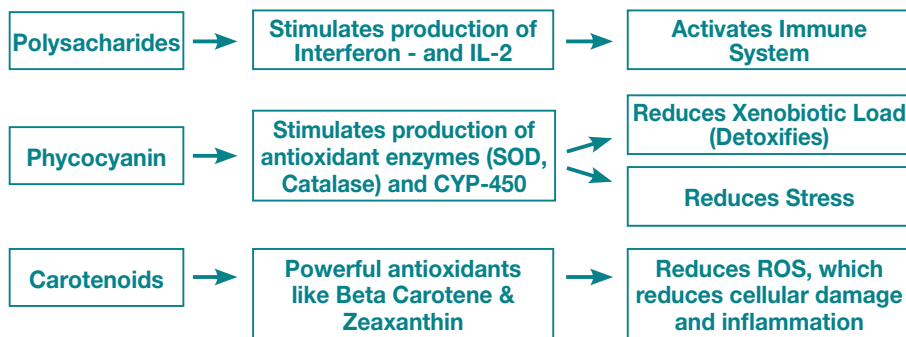 Polysacharides
Stimulates production of
Interferon - and IL-2
Activates Immune
System
Phycocyanin
Stimulates production of
antioxidant enzymes (SOD,
Catalase) and CYP-450
Reduces Xenobiotic Load
(Detoxifies)
Reduces Stress
Carotenoids
Powerful antioxidants
like Beta Carotene &
Zeaxanthin
Reduces ROS, which
reduces cellular damage
and inflammation